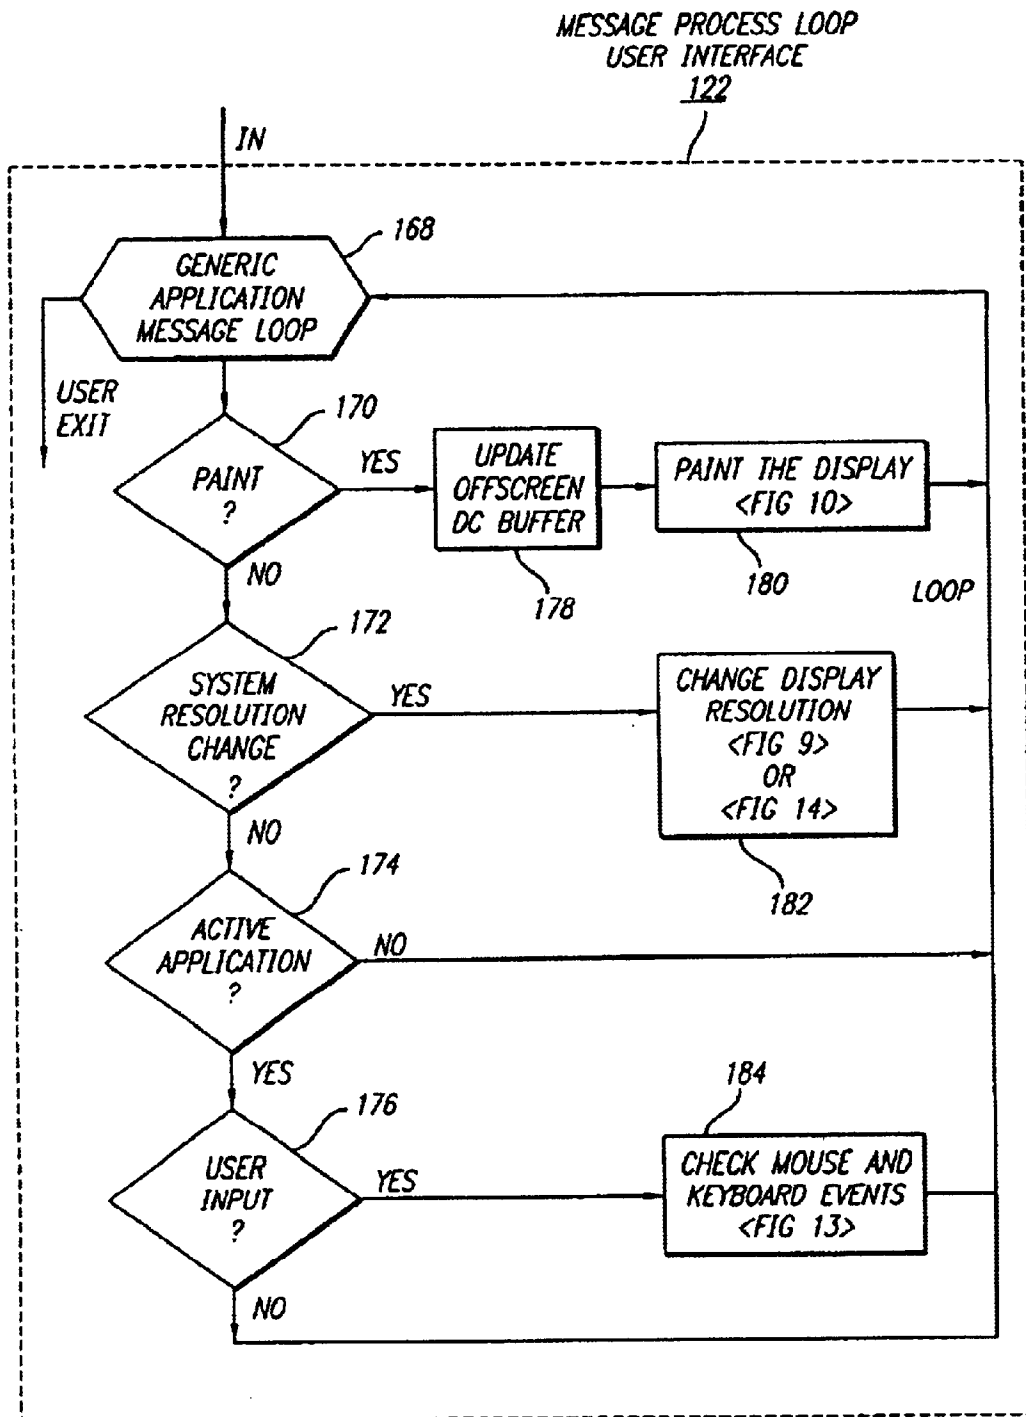 MESSAGE PROCESS LOOP
USER INTERFACE
122
IN
168
GENERIC
APPLICATION
MESSAGE LOOP
USER
EXIT
170
PAINT
?
YES
UPDATE
OFFSCREEN
DC BUFFER
PAINT THE DISPLAY
<FIG 10>
NO
178
180
LOOP
172
SYSTEM
RESOLUTION
CHANGE
?
YES
CHANGE DISPLAY
RESOLUTION
<FIG 9>
OR
<FIG 14>
NO
182
174
ACTIVE
APPLICATION
?
NO
YES
184
176
USER
INPUT
?
YES
CHECK MOUSE AND
KEYBOARD EVENTS
<FIG 13>
NO